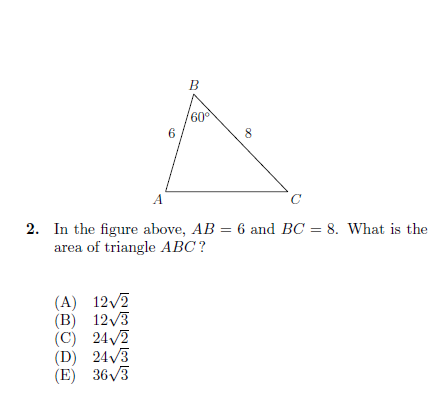 B
60°
6
8
A
C
2. In the figure above, AB = 6 and BC = 8. What is the
area of triangle ABC?
(A) 12√2
(B) 12√3
(C) 24√2
(D) 24√3
(E) 36√3